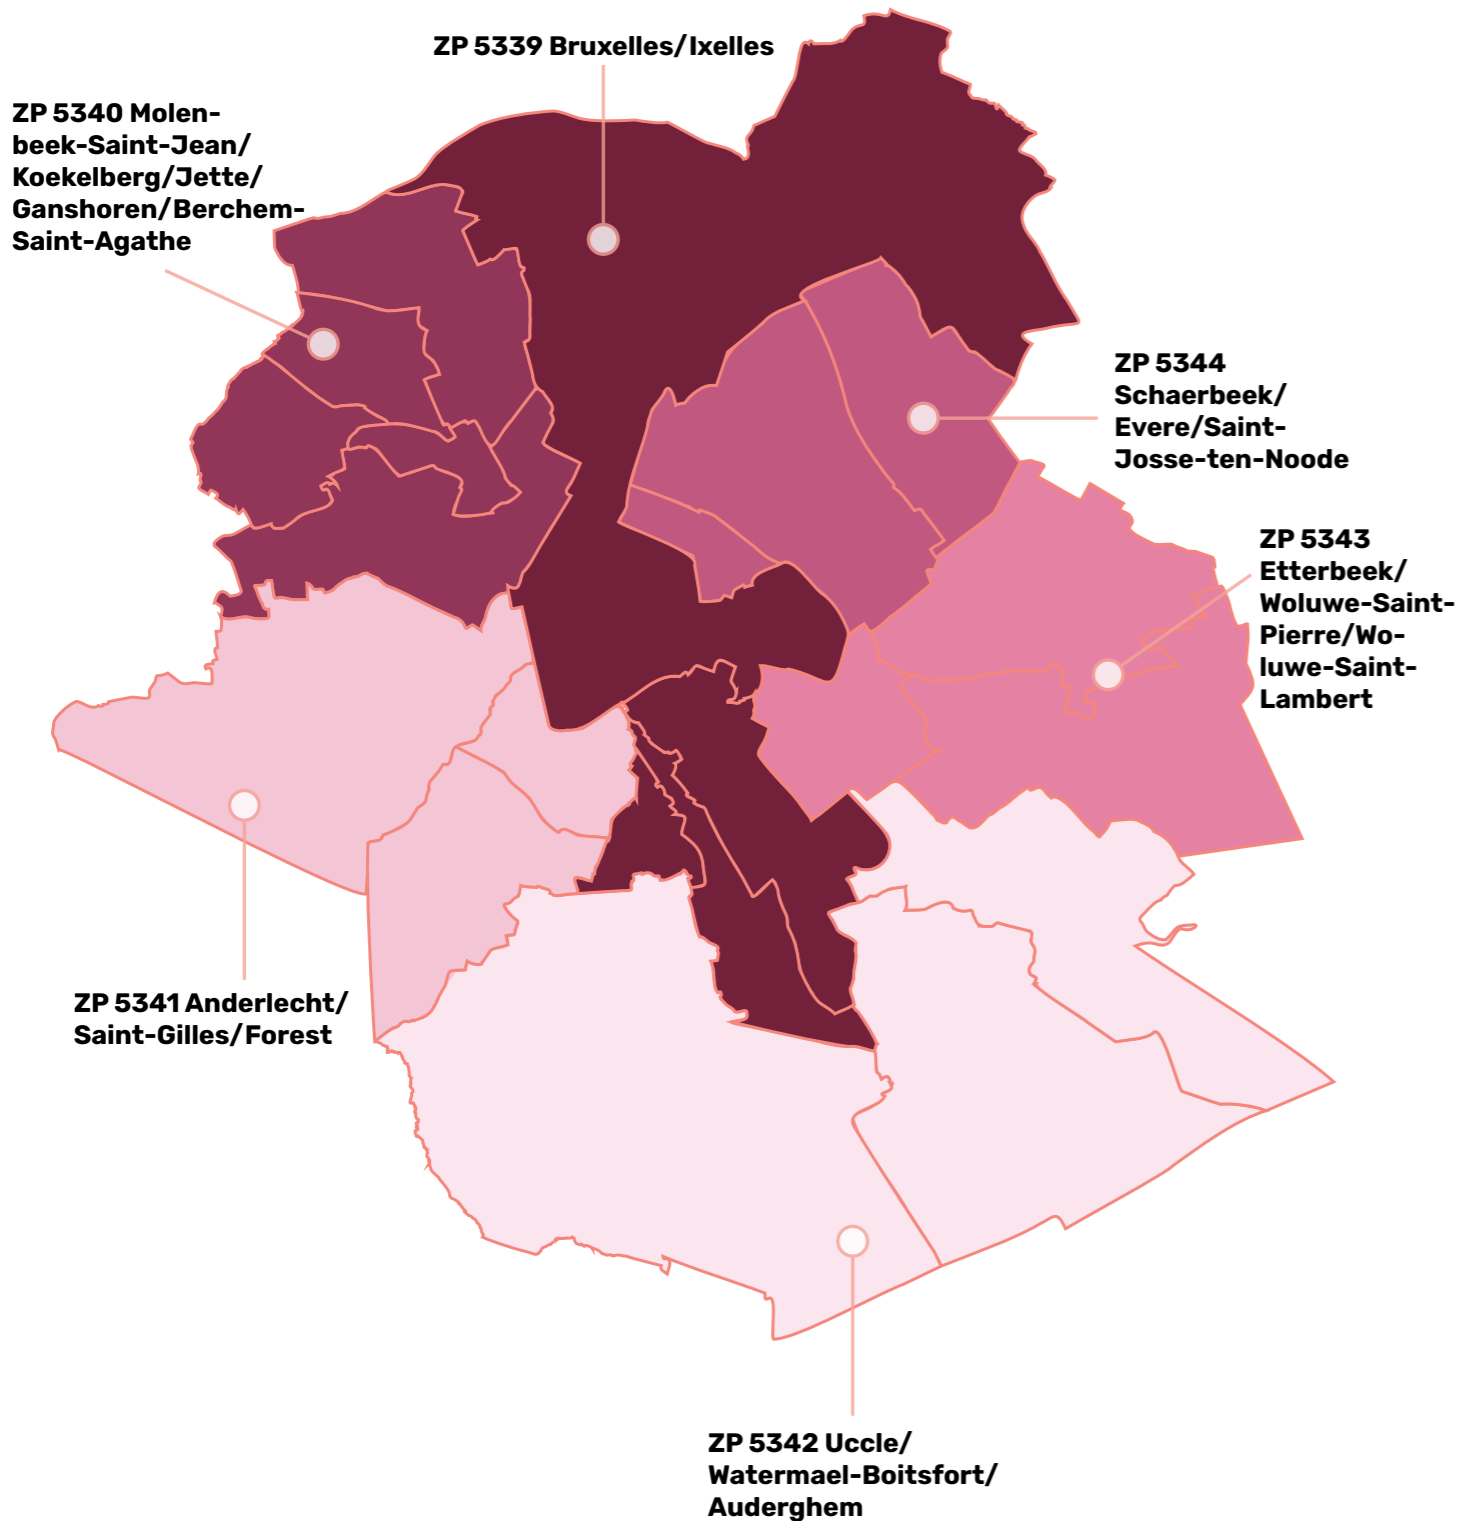 ZP 5339 Bruxelles/Ixelles
ZP 5340 Molen-
beek-Saint-Jean/
Koekelberg/Jette/
Ganshoren/Berchem-
Saint-Agathe
ZP 5344
Schaerbeek/
Evere/Saint-
Josse-ten-Noode
ZP 5343
Etterbeek/
Woluwe-Saint-
Pierre/Wo-
luwe-Saint-
Lambert
ZP 5341 Anderlecht/
Saint-Gilles/Forest
ZP 5342 Uccle/
Watermael-Boitsfort/
Auderghem